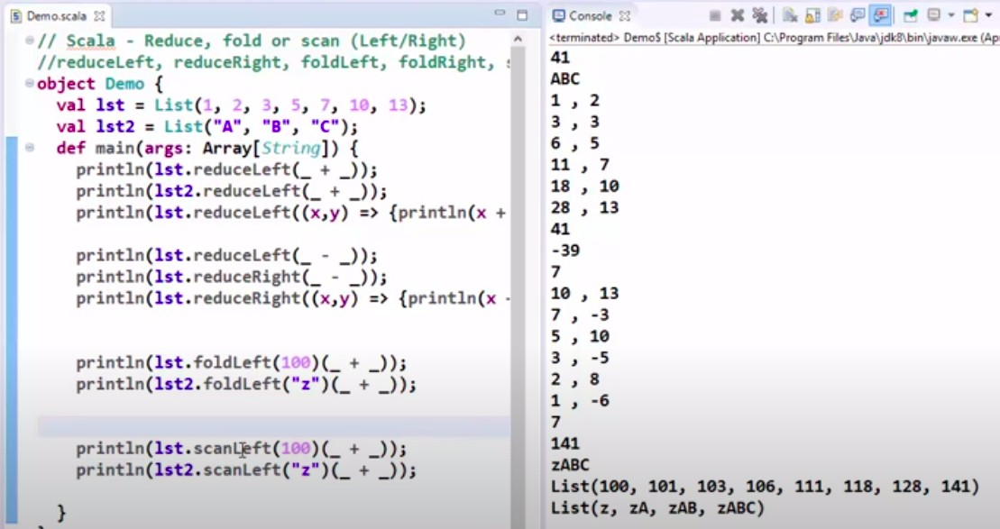 Demo.scala
// Scala - Reduce, fold or scan (Left/Right)
//reduceLeft, reduceRight, foldLeft, foldRight,
object Demo {
val lst = List(1, 2, 3, 5, 7, 10, 13);
val lst2 = List("A", "B", "C");
def main(args: Array[String]) {
println(lst.reduceLeft(_ + _));
println(lst2.reduceLeft(_ + _));
println(lst.reduceLeft((x,y) => {println(x +
println(lst.reduceLeft(_ - _));
println(lst.reduceRight(_ - _));
println(lst.reduceRight((x,y) => {println(x
println(lst.foldLeft(100)(_ + _));
println(lst2.foldLeft("z")(_ + _));
println(lst.scanLeft(100)(_ + _));
println(lst2.scanLeft("z")(_ + _));
}
Console
<terminated> Demo$ [Scala Application] C:\Program Files\Java\jdk8\bin\javaw.exe (Ap
41
ABC
1 , 2
3 , 3
6 , 5
11 , 7
18 , 10
28 , 13
41
-39
7
10 , 13
7 , -3
5 , 10
3 , -5
2 , 8
1 , -6
7
141
zABC
List(100, 101, 103, 106, 111, 118, 128, 141)
List(z, zA, zAB, zABC)